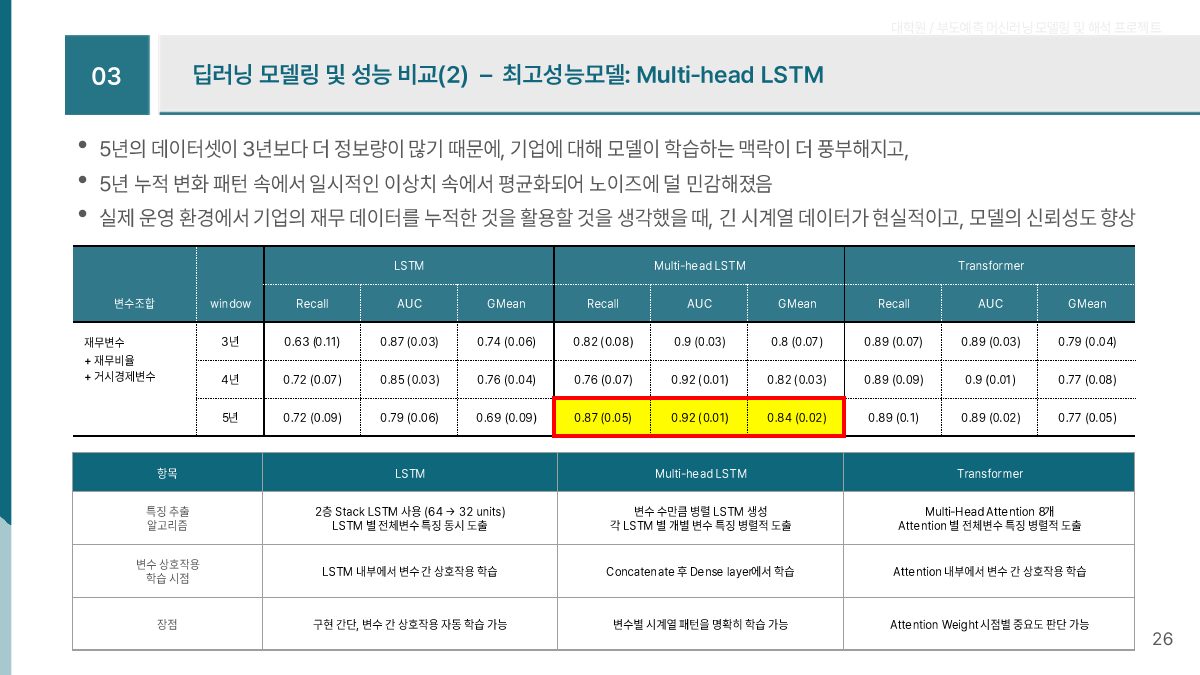 대학원 / 부도예측 머신러닝 모델링 및 해석 프로젝트
03
딥러닝 모델링 및 성능 비교(2) – 최고성능모델: Multi-head LSTM
• 5년의 데이터셋이 3년보다 더 정보량이 많기 때문에, 기업에 대해 모델이 학습하는 맥락이 더 풍부해지고,
• 5년 누적 변화 패턴 속에서 일시적인 이상치 속에서 평균화되어 노이즈에 덜 민감해졌음
• 실제 운영 환경에서 기업의 재무 데이터를 누적한 것을 활용할 것을 생각했을 때, 긴 시계열 데이터가 현실적이고, 모델의 신뢰성도 향상
LSTM Multi-head LSTM Transformer
변수조합 window Recall AUC GMean Recall AUC GMean Recall AUC GMean
재무변수
+ 재무비율
+ 거시경제변수
3년 0.63 (0.11) 0.87 (0.03) 0.74 (0.06) 0.82 (0.08) 0.9 (0.03) 0.8 (0.07) 0.89 (0.07) 0.89 (0.03) 0.79 (0.04)
4년 0.72 (0.07) 0.85 (0.03) 0.76 (0.04) 0.76 (0.07) 0.92 (0.01) 0.82 (0.03) 0.89 (0.09) 0.9 (0.01) 0.77 (0.08)
5년 0.72 (0.09) 0.79 (0.06) 0.69 (0.09) 0.87 (0.05) 0.92 (0.01) 0.84 (0.02) 0.89 (0.1) 0.89 (0.02) 0.77 (0.05)
항목 LSTM Multi-head LSTM Transformer
특징 추출
알고리즘
2층 Stack LSTM 사용 (64 → 32 units)
LSTM 별 전체변수 특징 동시 도출
변수 수만큼 병렬 LSTM 생성
각 LSTM 별 개별 변수 특징 병렬적 도출
Multi-Head Attention 8개
Attention 별 전체변수 특징 병렬적 도출
변수 상호작용
학습 시점
LSTM 내부에서 변수 간 상호작용 학습
Concatenate 후 Dense layer에서 학습
Attention 내부에서 변수 간 상호작용 학습
장점
구현 간단, 변수 간 상호작용 자동 학습 가능
변수별 시계열 패턴을 명확히 학습 가능
Attention Weight 시점별 중요도 판단 가능
26